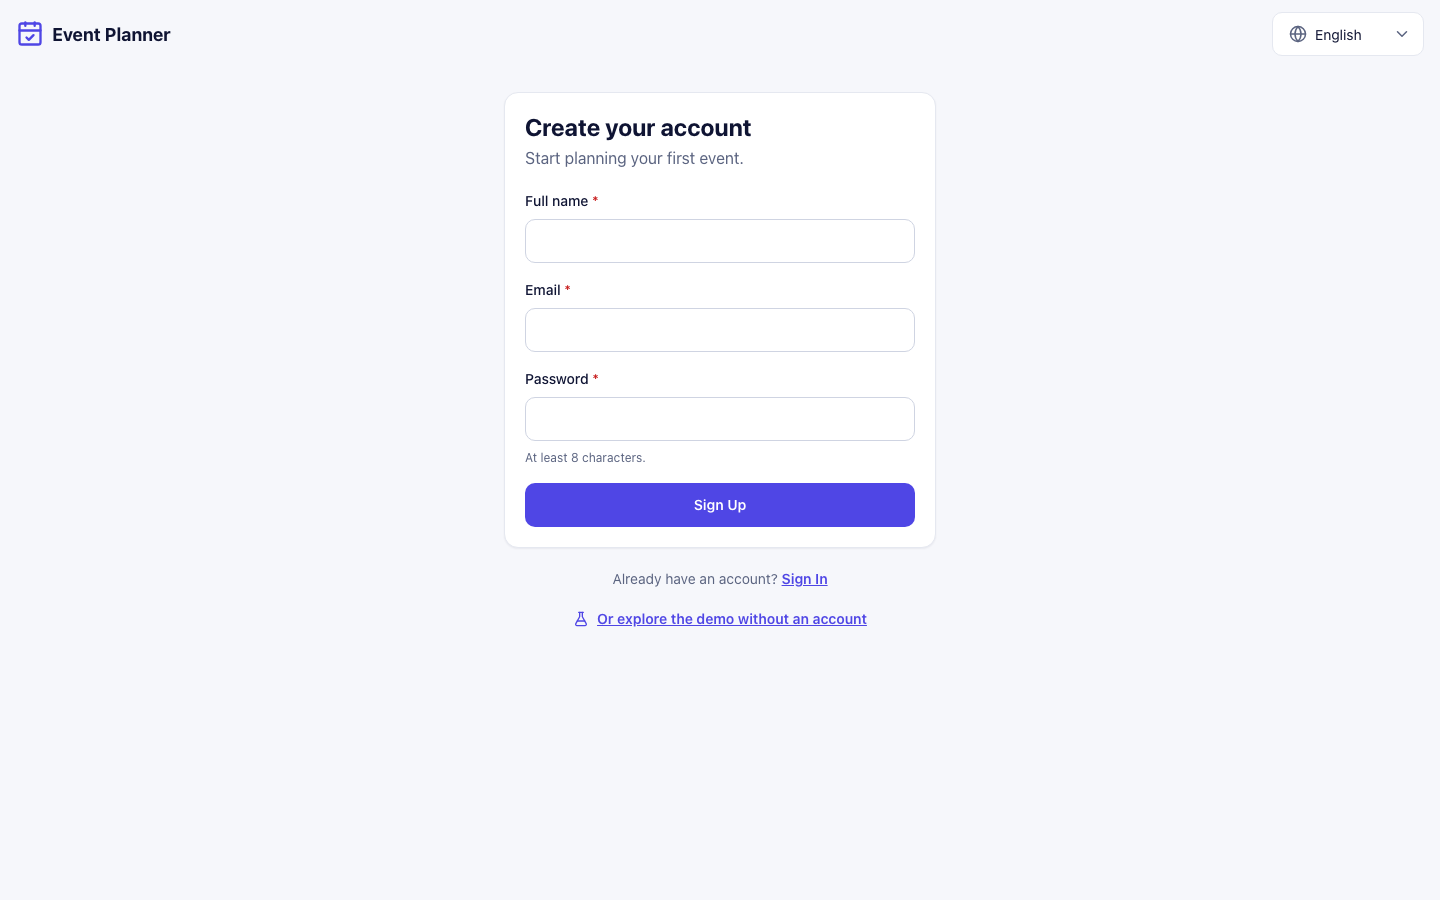 Event Planner
English
Create your account
Start planning your first event.
Full name *
Email *
Password *
At least 8 characters.
Sign Up
Already have an account? Sign In
Or explore the demo without an account